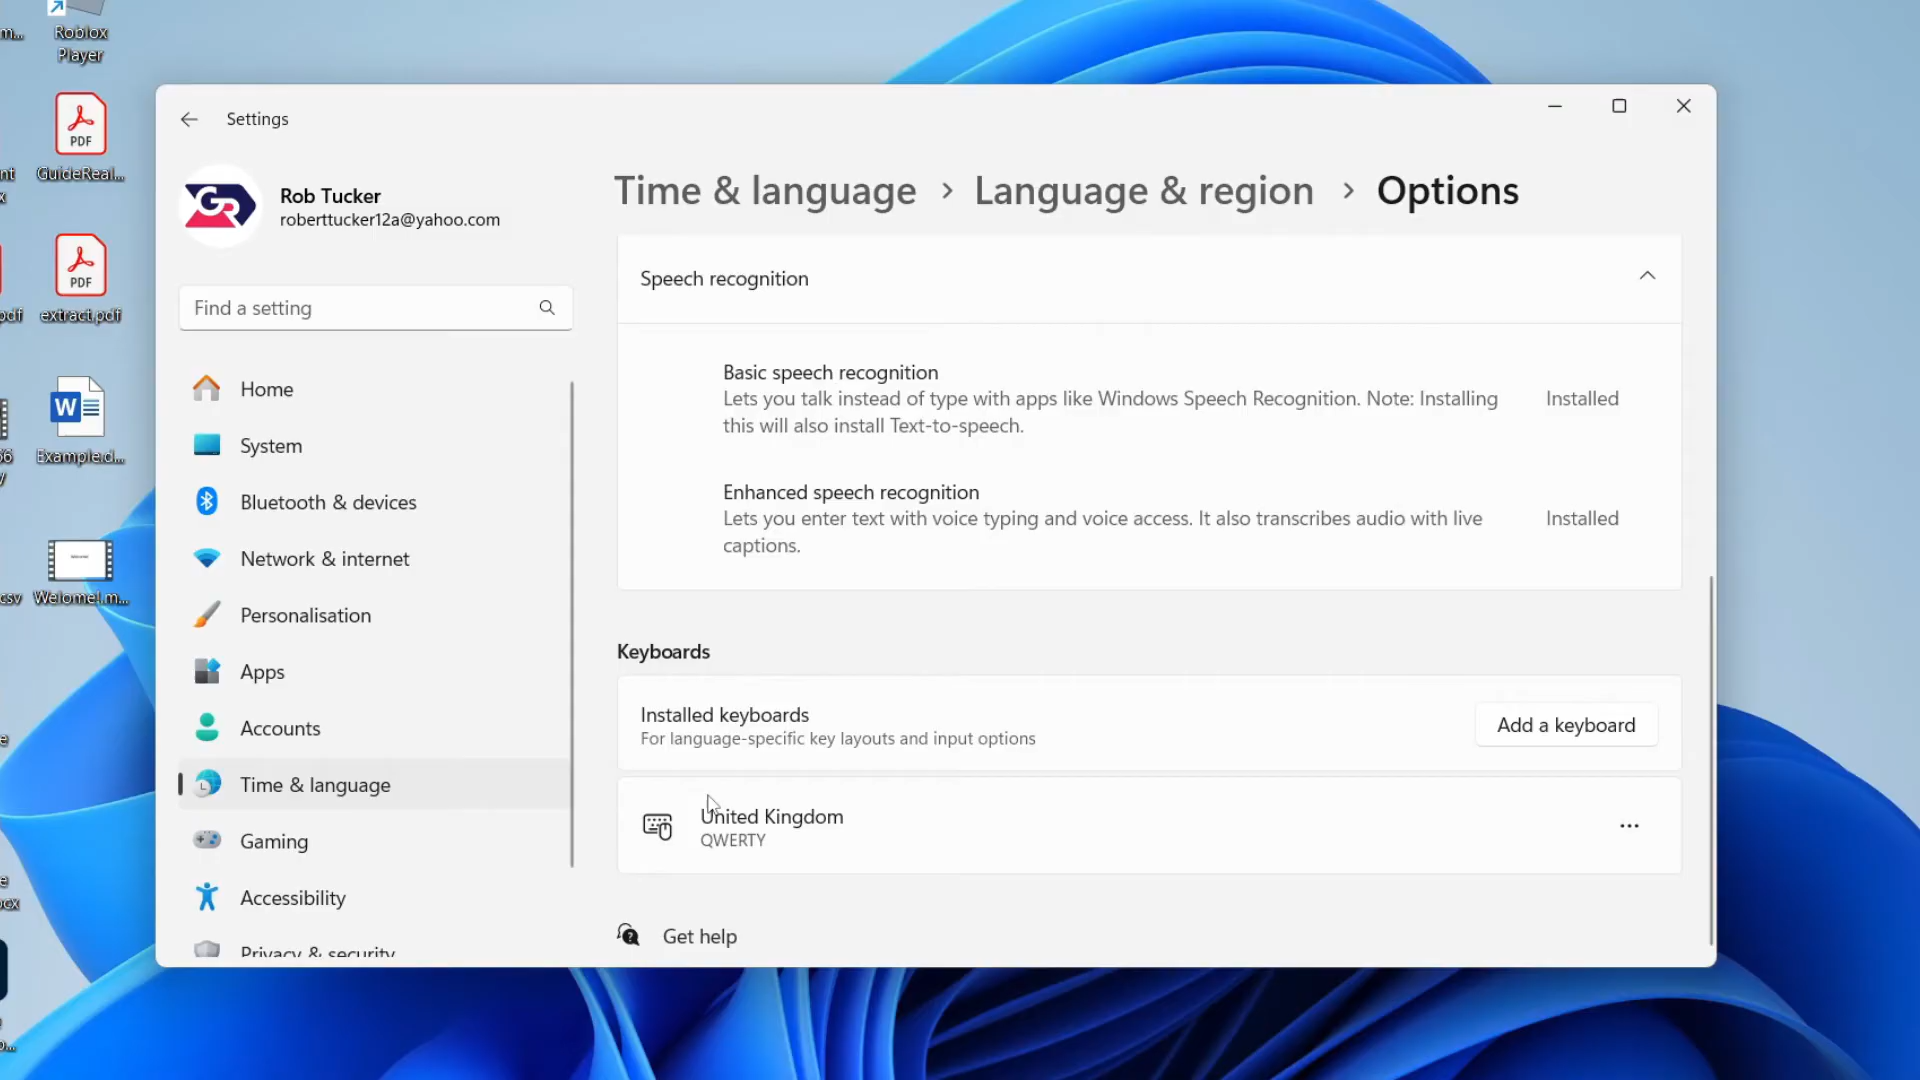 m...
Roblox
Player
Settings
PDF
GuideReal...
nt
x
Rob Tucker
roberttucker12a@yahoo.com
Time & language > Language & region > Options
Speech recognition
PDF
pdf
extract.pdf
Find a setting
Basic speech recognition
Lets you talk instead of type with apps like Windows Speech Recognition. Note: Installing
this will also install Text-to-speech.
Installed
Home
W
System
Example.d...
Enhanced speech recognition
Lets you enter text with voice typing and voice access. It also transcribes audio with live
captions.
Installed
Bluetooth & devices
Network & internet
csv
Welome!.m...
Personalisation
Keyboards
Apps
Installed keyboards
For language-specific key layouts and input options
Add a keyboard
Accounts
Time & language
United Kingdom
QWERTY
Gaming
Accessibility
Get help
Privacy & security